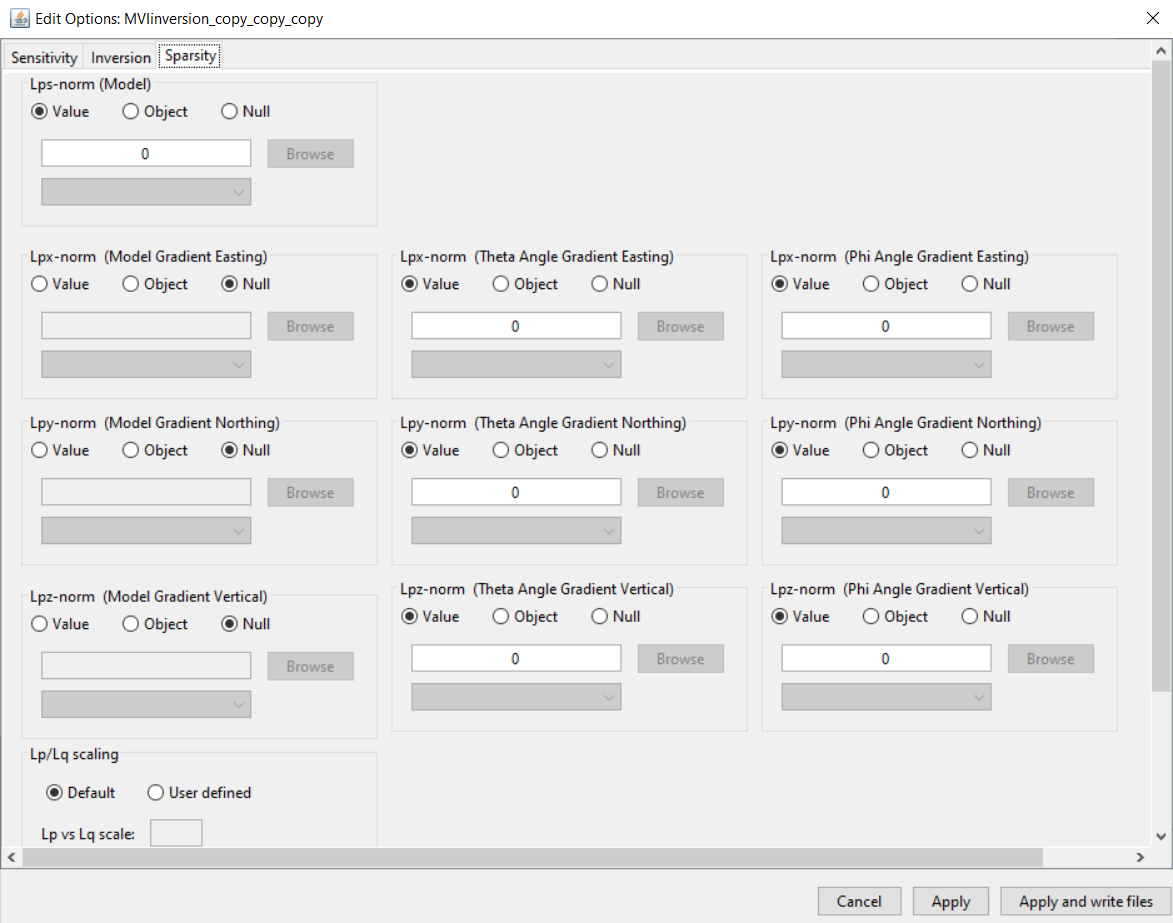 Edit Options: MVIinversion_copy_copy_copy
Sensitivity Inversion Sparsity
Lps-norm (Model)
Value Object Null
0 Browse
Lpx-norm (Model Gradient Easting) Lpx-norm (Theta Angle Gradient Easting) Lpx-norm (Phi Angle Gradient Easting)
Value Object Null Value Object Null Value Object Null
Browse 0 Browse 0 Browse
Lpy-norm (Model Gradient Northing) Lpy-norm (Theta Angle Gradient Northing) Lpy-norm (Phi Angle Gradient Northing)
Value Object Null Value Object Null Value Object Null
Browse 0 Browse 0 Browse
Lpz-norm (Model Gradient Vertical) Lpz-norm (Theta Angle Gradient Vertical) Lpz-norm (Phi Angle Gradient Vertical)
Value Object Null Value Object Null Value Object Null
Browse 0 Browse 0 Browse
Lp/Lq scaling
Default User defined
Lp vs Lq scale:
Cancel Apply Apply and write files